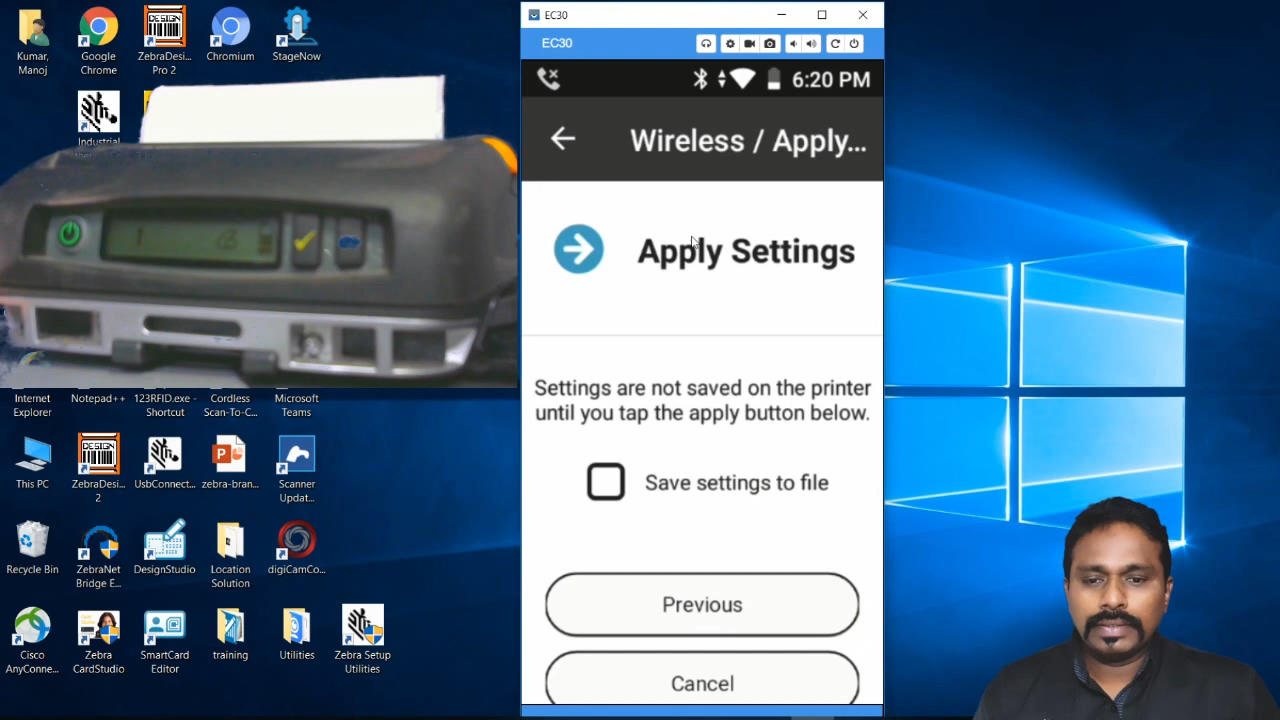 Kumar,
Manoj
Google
Chrome
DESIGN
ZebraDesi...
Pro 2
Chromium
StageNow
Industrial
Internet
Explorer
Notepad++
123RFID.exe -
Shortcut
Cordless
Scan-To-C...
Microsoft
Teams
This PC
DESIGN
ZebraDesi...
2
UsbConnect...
P
zebra-bran...
Scanner
Updat...
Recycle Bin
ZebraNet
Bridge E...
DesignStudio
Location
Solution
digiCamCo...
Cisco
AnyConne...
Zebra
CardStudio
SmartCard
Editor
training
Utilities
Zebra Setup
Utilities
EC30
EC30
6:20 PM
Wireless / Apply...
Apply Settings
Settings are not saved on the printer
until you tap the apply button below.
Save settings to file
Previous
Cancel